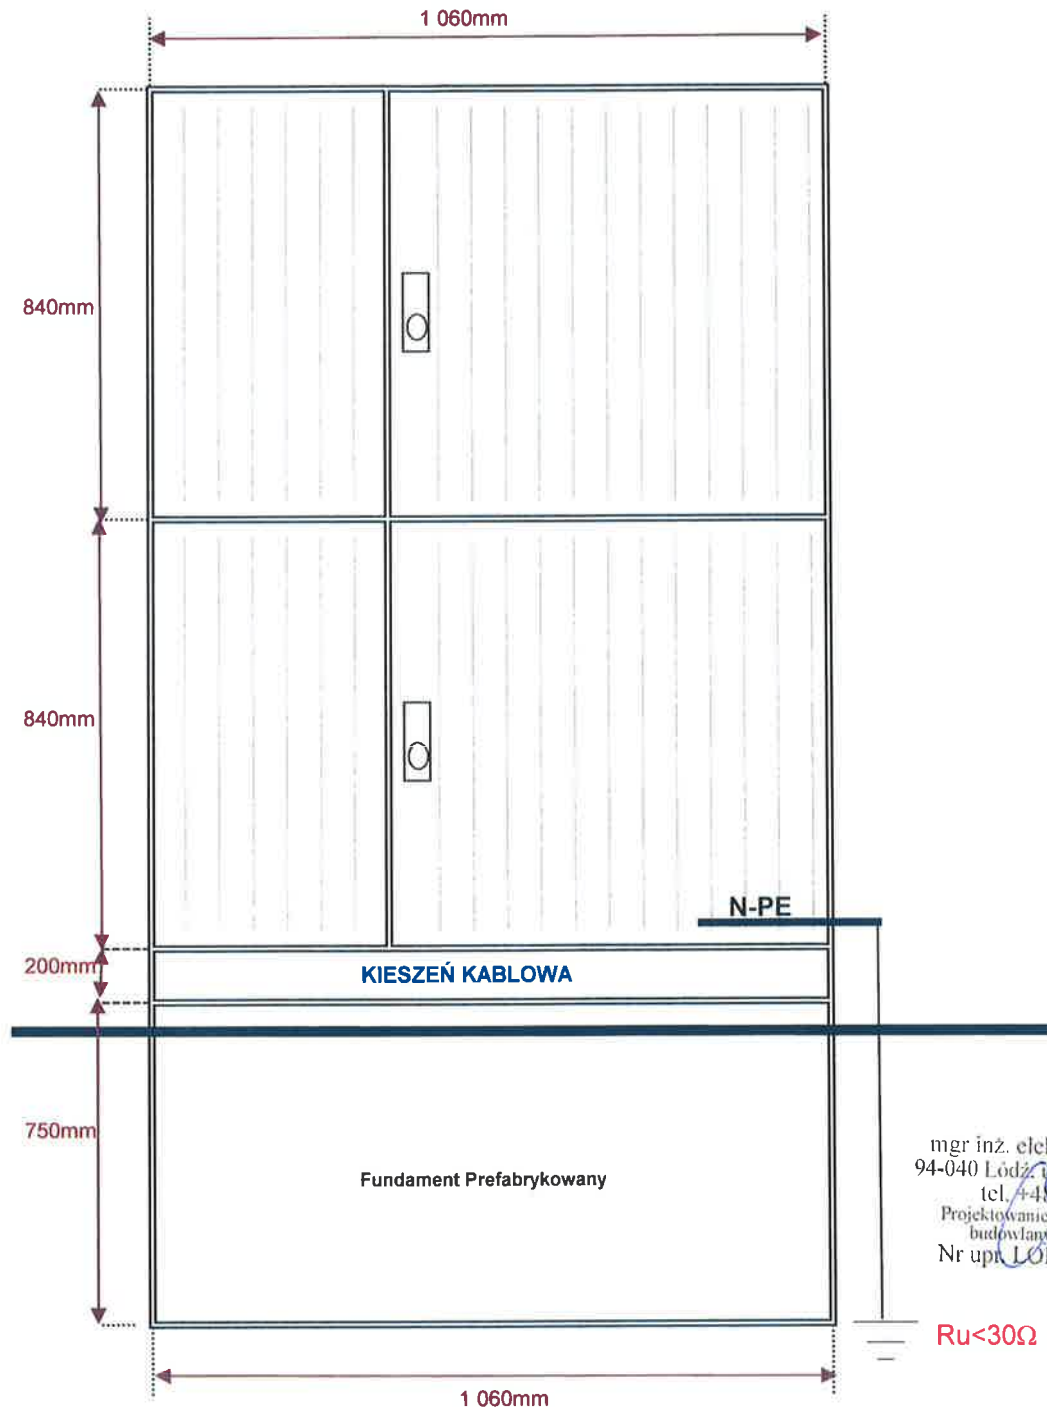 1 060mm
840mm
840mm
N-PE
200mm
KIESZEŃ KABLOWA
750mm
Fundament Prefabrykowany
mgr inż.
94-040 Łódź,
tel. +48
Projektowanie
Nr upr.
Ru<30Ω
1 060mm